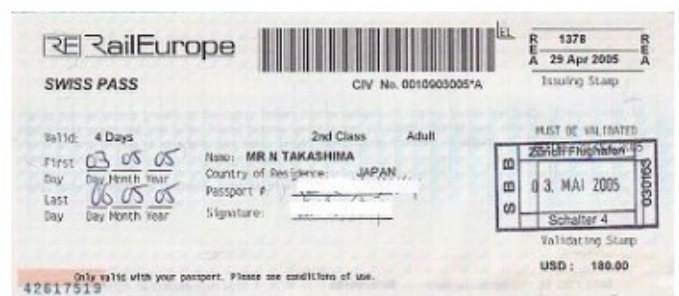 RE RailEurope
EL
R 1378 R
E E
A 29 Apr 2005 A
SWISS PASS
CIV No. 0010903005*A
Issuing Stamp
Valid: 4 Days
2nd Class Adult
MUST BE VALIDATED
First 03 05 05
Day Day Month Year
Name: MR N TAKASHIMA
Country of Residence: JAPAN
Last 06 05 05
Day Day Month Year
Passport #:
Signature:
SBB
Zürich Flughafen
03. MAI 2005
030163
Schalter 4
Validating Stamp
USD: 180.00
Only valid with your passport. Please see conditions of use.
42617519